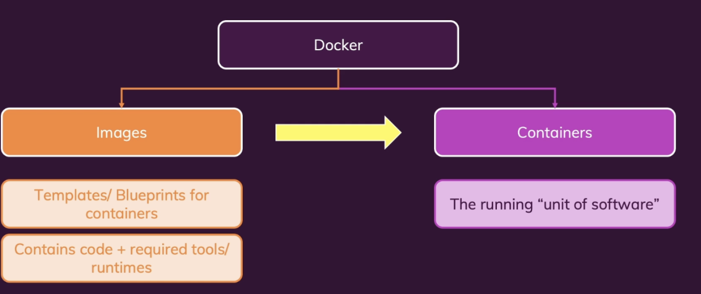 Docker
Images
Containers
Templates/ Blueprints for
containers
The running “unit of software”
Contains code + required tools/
runtimes